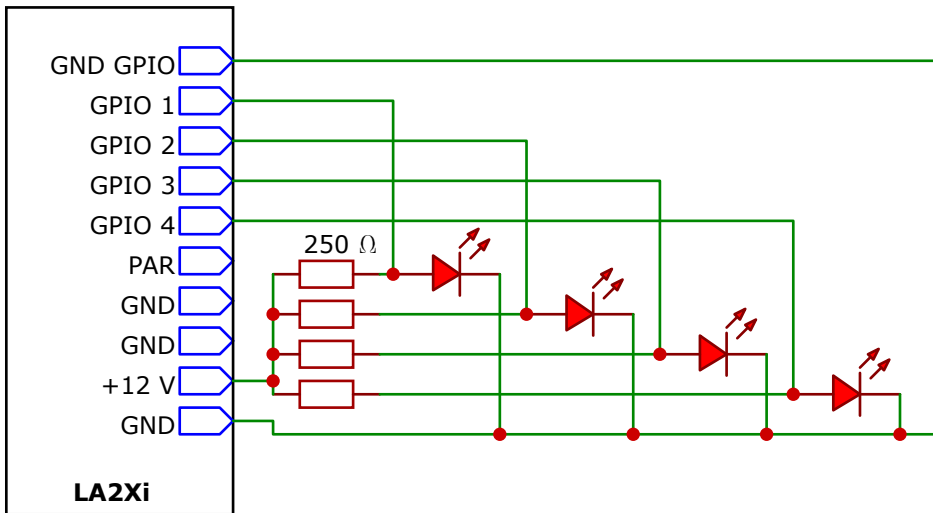 GND GPIO
GPIO 1
GPIO 2
GPIO 3
GPIO 4
250 Ω
PAR
GND
GND
+12 V
GND
LA2Xi